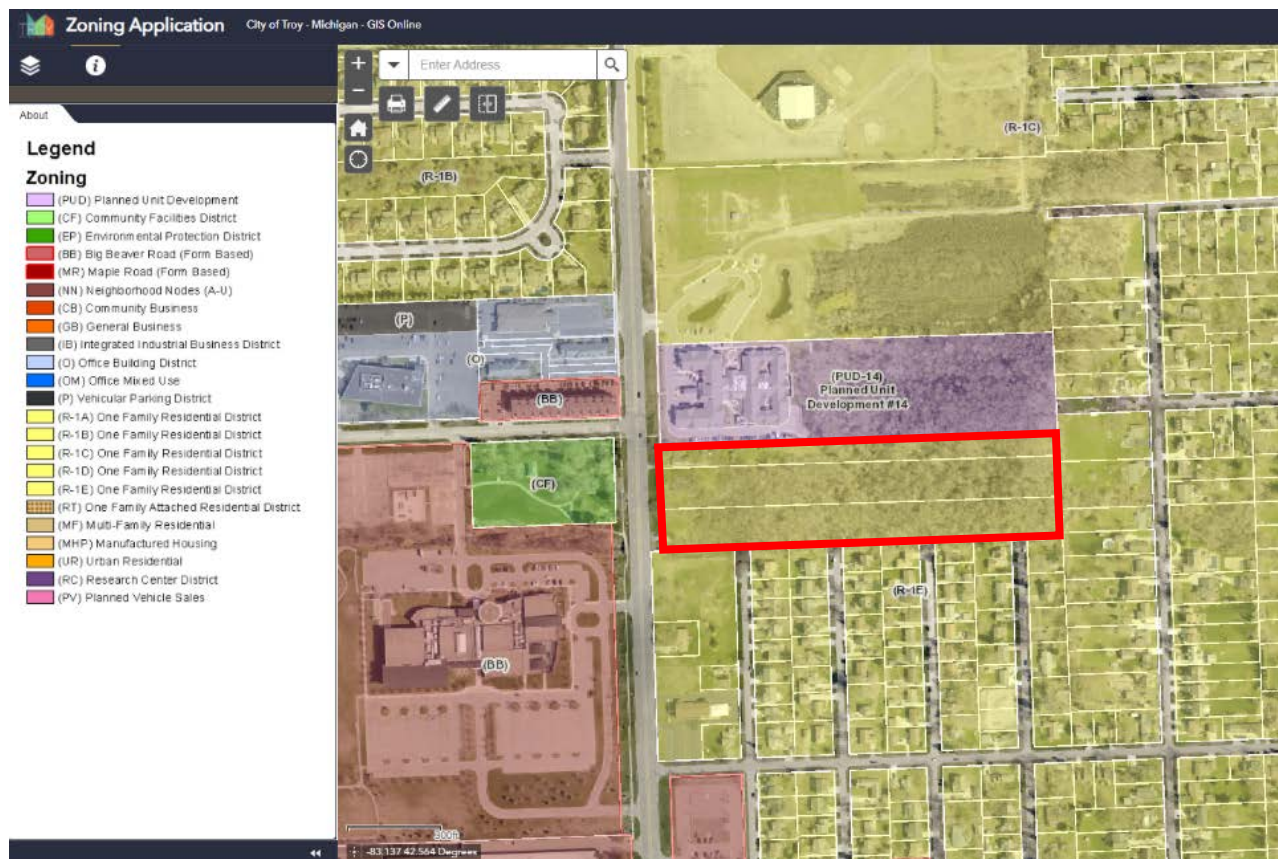 Zoning Application City of Troy - Michigan - GIS Online
About
Legend
Zoning
(PUD) Planned Unit Development
(CF) Community Facilities District
(EP) Environmental Protection District
(BB) Big Beaver Road (Form Based)
(MR) Maple Road (Form Based)
(NN) Neighborhood Nodes (A-U)
(CB) Community Business
(GB) General Business
(IB) Integrated Industrial Business District
(O) Office Building District
(OM) Office Mixed Use
(P) Vehicular Parking District
(R-1A) One Family Residential District
(R-1B) One Family Residential District
(R-1C) One Family Residential District
(R-1D) One Family Residential District
(R-1E) One Family Residential District
(RT) One Family Attached Residential District
(MF) Multi-Family Residential
(MHP) Manufactured Housing
(UR) Urban Residential
(RC) Research Center District
(PV) Planned Vehicle Sales
Enter Address
(R-1C)
(R-1B)
(P)
(O)
(BB)
(PUD-14)
Planned Unit
Development #14
(CF)
(R-1E)
(BB)
300ft
-83.137 42.564 Degrees